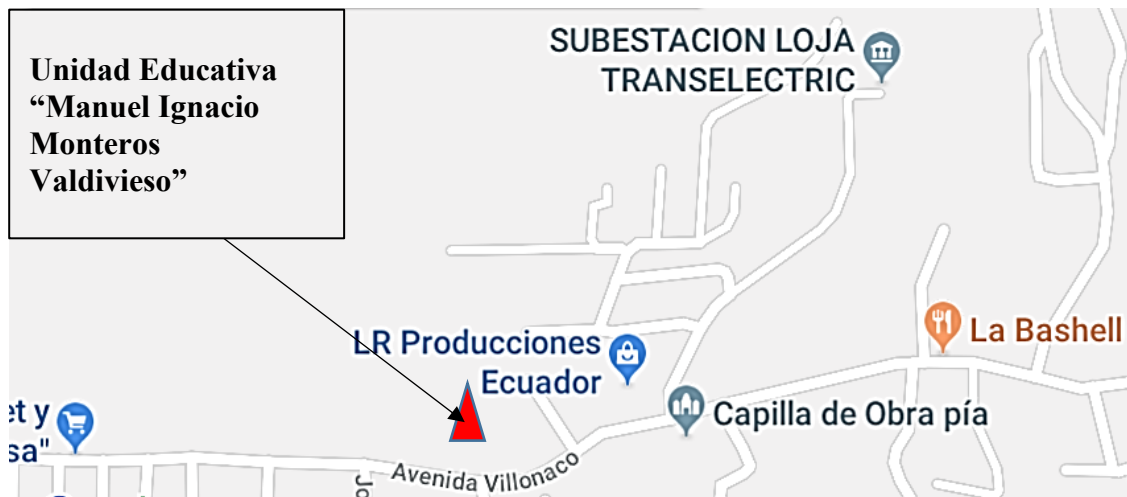 Unidad Educativa
“Manuel Ignacio
Monteros
Valdivieso”
SUBESTACION LOJA
TRANSELECTRIC
LR Producciones
Ecuador
La Bashell
Capilla de Obra pía
et y
sa"
Avenida Villonaco
Jo